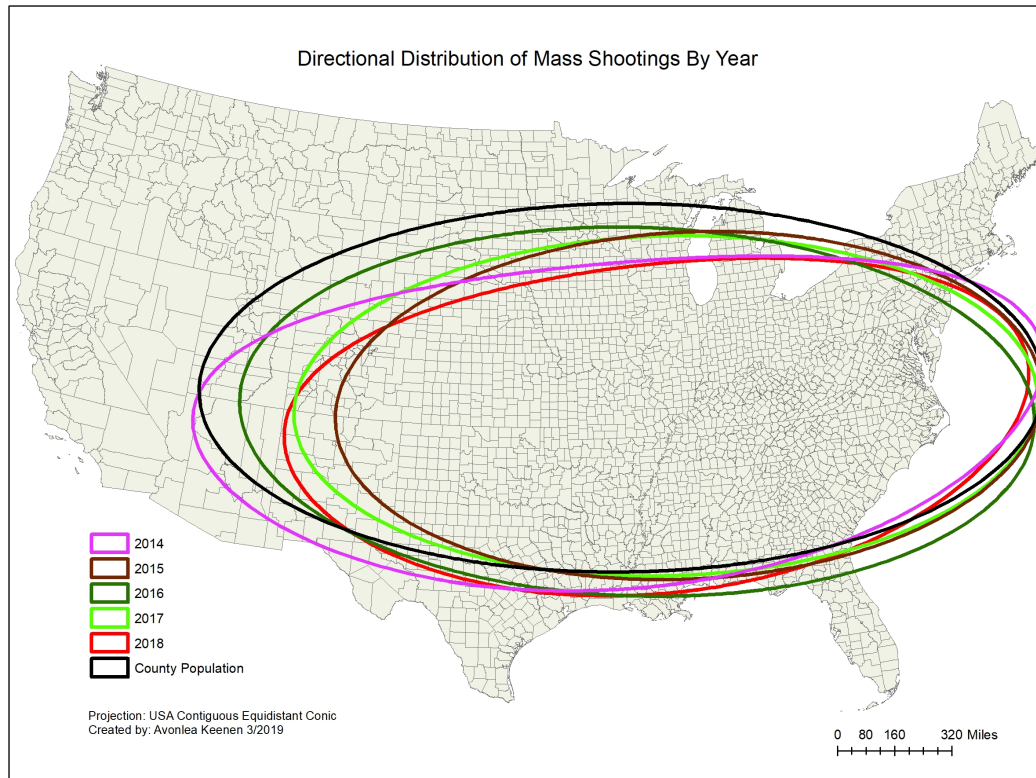 Directional Distribution of Mass Shootings By Year
2014
2015
2016
2017
2018
County Population
Projection: USA Contiguous Equidistant Conic
Created by: Avonlea Keenen 3/2019
0 80 160 320 Miles